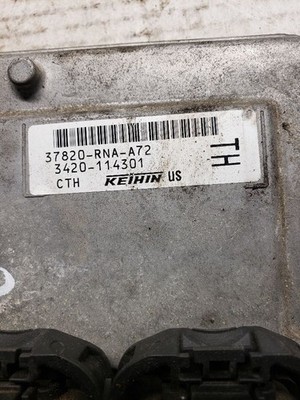 37820-RNA-A72
3420-114301
CTH KEIHIN US
TH